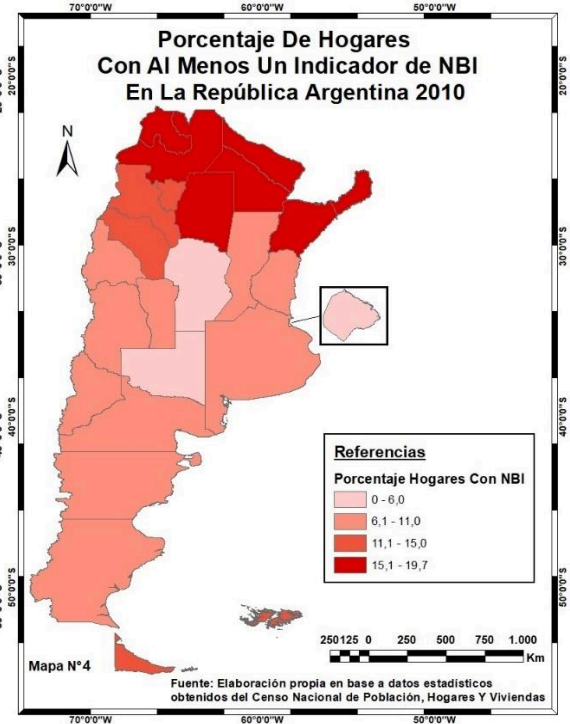 70°0'0"W 60°0'0"W 50°0'0"W
Porcentaje De Hogares
Con Al Menos Un Indicador de NBI
En La República Argentina 2010
N
20°0'0"S
20°0'0"S
30°0'0"S
30°0'0"S
40°0'0"S
40°0'0"S
50°0'0"S
50°0'0"S
Referencias
Porcentaje Hogares Con NBI
0 - 6,0
6,1 - 11,0
11,1 - 15,0
15,1 - 19,7
250 125 0 250 500 750 1.000
Km
Mapa N°4
Fuente: Elaboración propia en base a datos estadísticos
obtenidos del Censo Nacional de Población, Hogares Y Viviendas
70°0'0"W 60°0'0"W 50°0'0"W